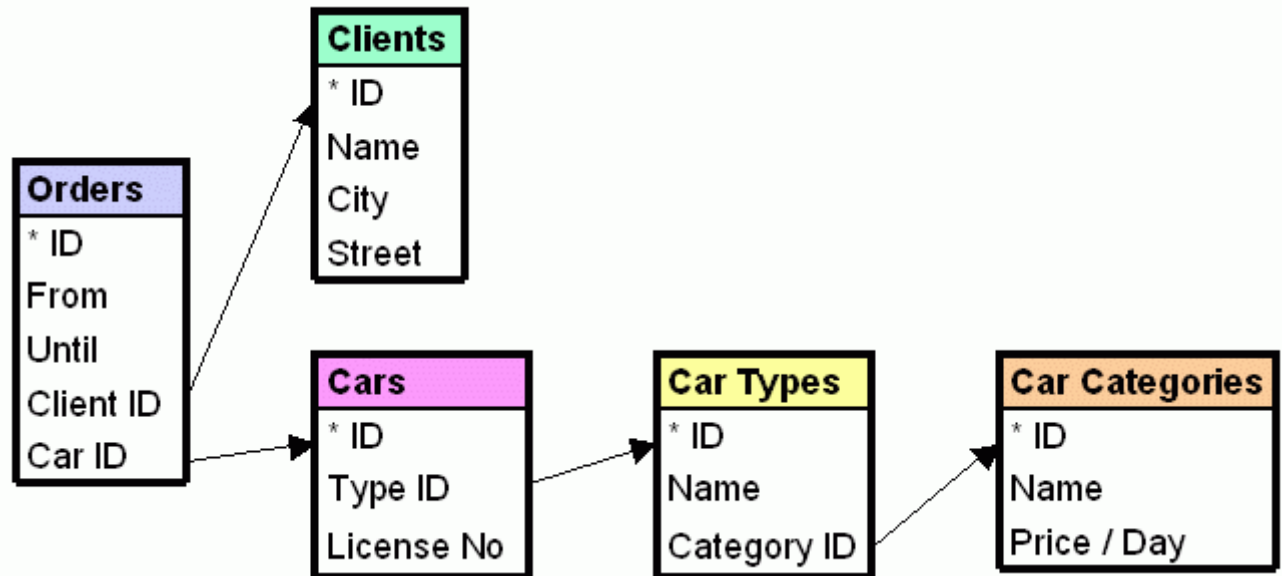 Clients
* ID
Name
City
Street
Orders
* ID
From
Until
Client ID
Car ID
Cars
* ID
Type ID
License No
Car Types
* ID
Name
Category ID
Car Categories
* ID
Name
Price / Day